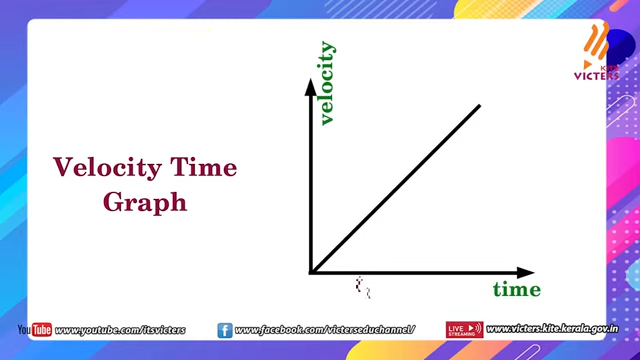 KITE
VICTERS
velocity
Velocity Time
Graph
time
YouTube www.youtube.com/itsvicters
f www.facebook.com/victerseduchannel/
LIVE
STREAMING
www.victers.kite.kerala.gov.in